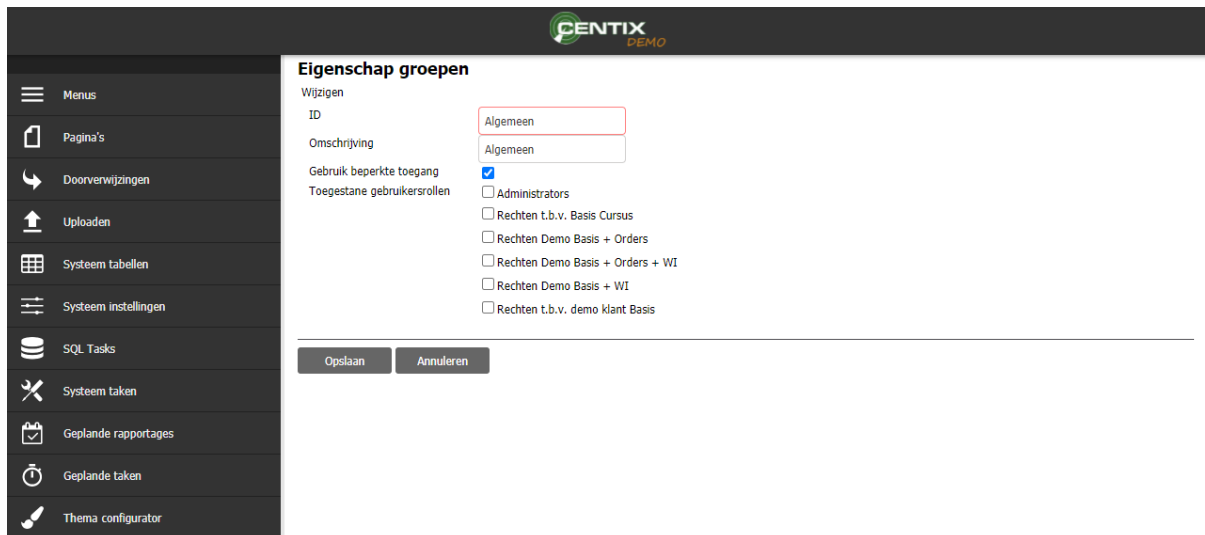 CENTIX
DEMO
Menus
Pagina's
Doorverwijzingen
Uploaden
Systeem tabellen
Systeem instellingen
SQL Tasks
Systeem taken
Geplande rapportages
Geplande taken
Thema configurator
Eigenschap groepen
Wijzigen
ID Algemeen
Omschrijving Algemeen
Gebruik beperkte toegang
Toegestane gebruikersrollen Administrators
Rechten t.b.v. Basis Cursus
Rechten Demo Basis + Orders
Rechten Demo Basis + Orders + WI
Rechten Demo Basis + WI
Rechten t.b.v. demo klant Basis
Opslaan Annuleren